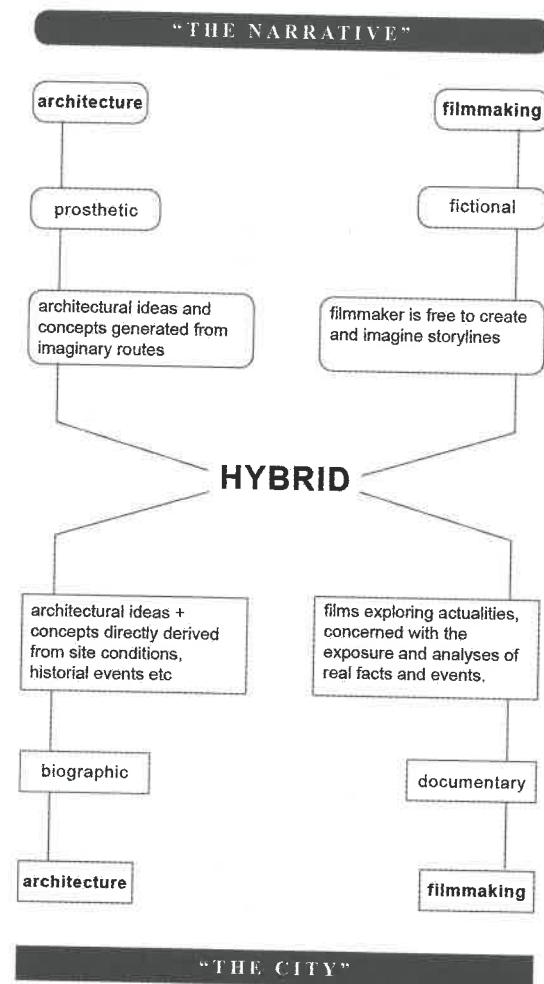 "THE NARRATIVE"
architecture
filmmaking
prosthetic
fictional
architectural ideas and
concepts generated from
imaginary routes
filmmaker is free to create
and imagine storylines
HYBRID
architectural ideas +
concepts directly derived
from site conditions,
historial events etc
films exploring actualities,
concerned with the
exposure and analyses of
real facts and events.
biographic
documentary
architecture
filmmaking
"THE CITY"